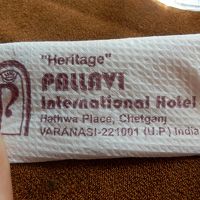 "Heritage"
PALLAVI
International Hotel
Hathwa Place, Chetganj
VARANASI-221001 (U.P.) India